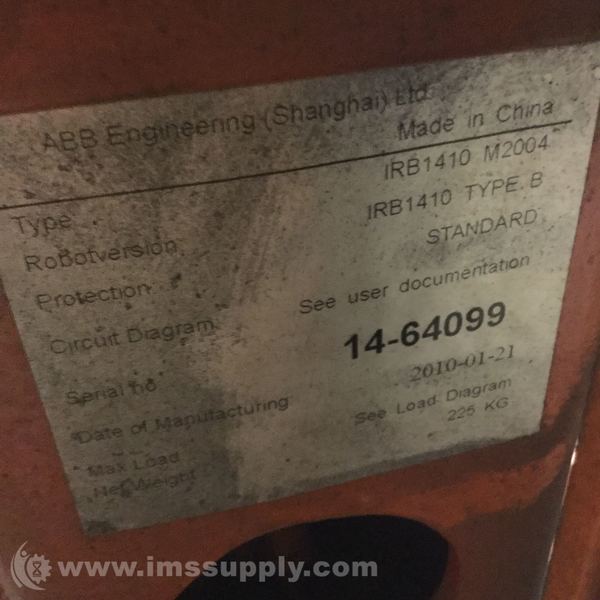 ABB Engineering (Shanghai) Ltd.
Made in China
Type IRB1410 M2004
Robotversion IRB1410 TYPE B
Protection STANDARD
Circuit Diagram See user documentation
Serial no 14-64099
Date of Manufacturing 2010-01-21
Max Load See Load Diagram
Net Weight 225 KG
www.imssupply.com